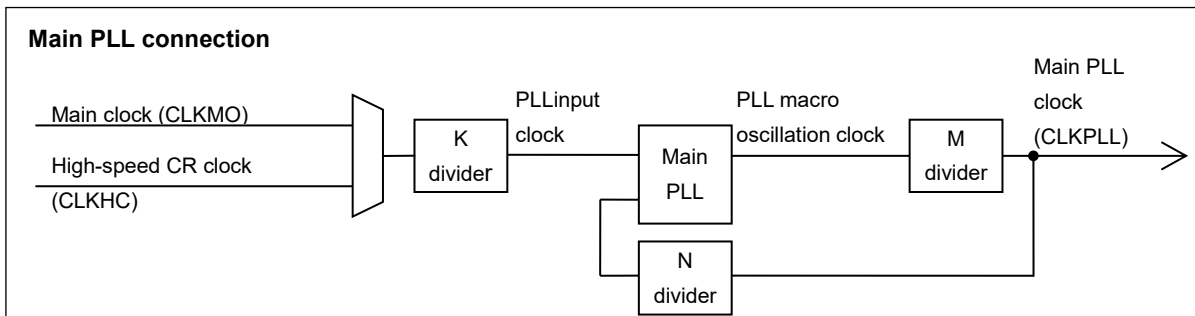 Main PLL connection
Main clock (CLKMO)
High-speed CR clock
(CLKHC)
K
divider
PLLinput
clock
Main
PLL
PLL macro
oscillation clock
M
divider
Main PLL
clock
(CLKPLL)
N
divider